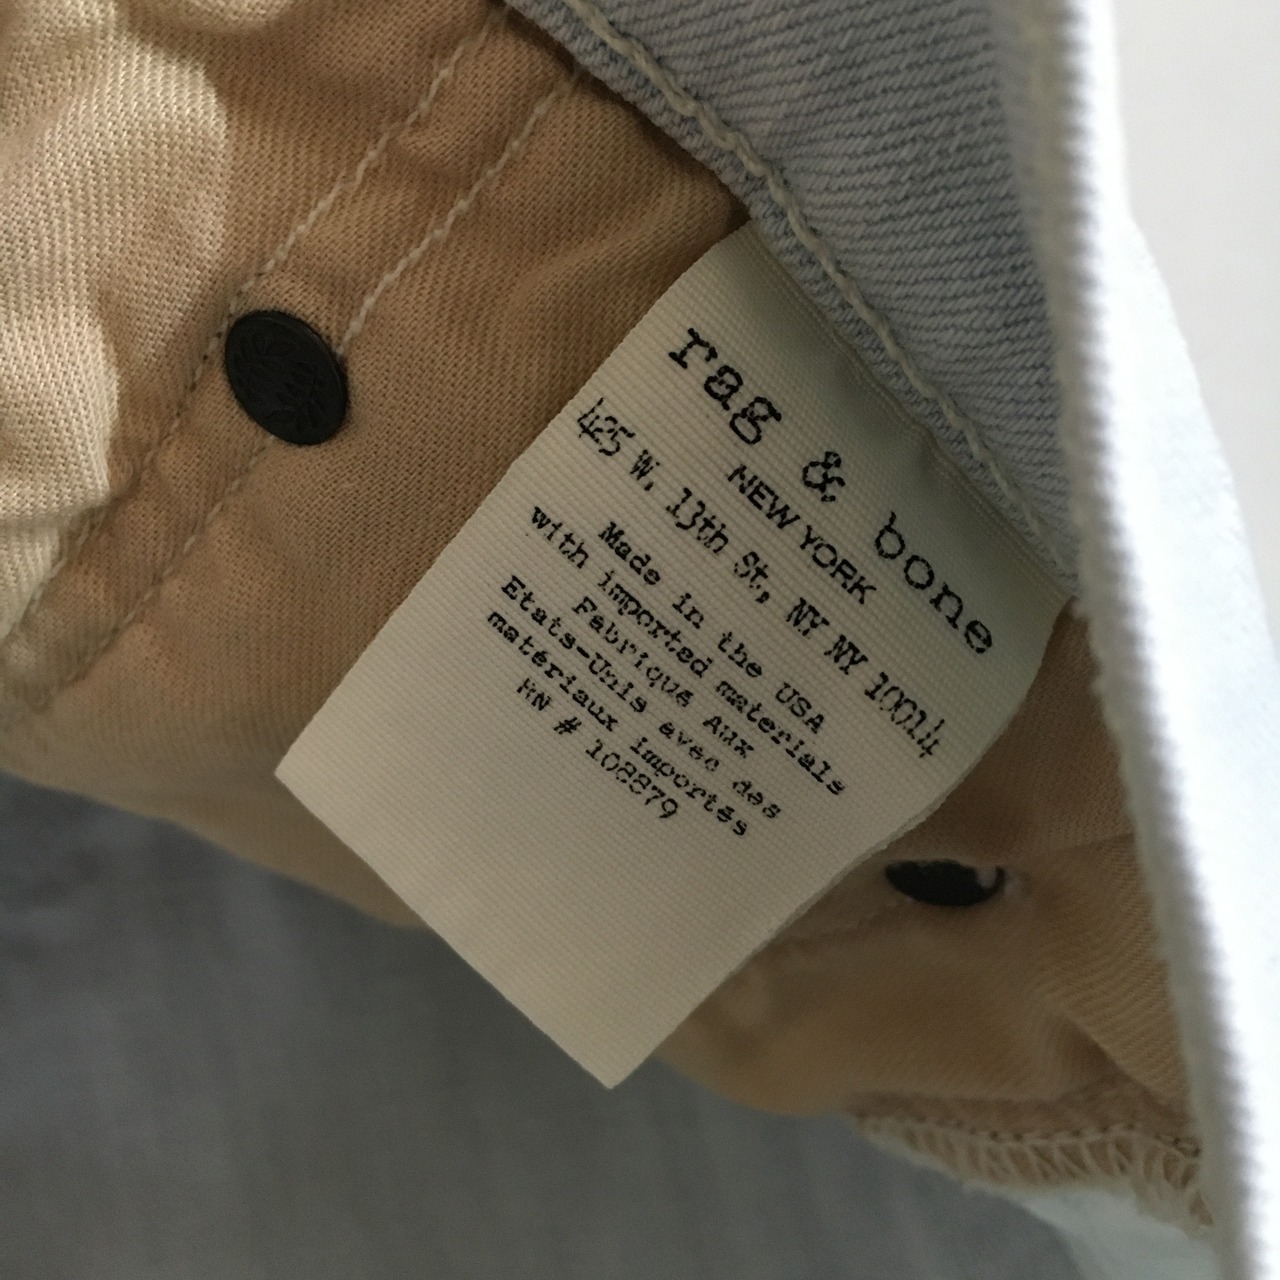 rag & bone
NEW YORK
425 W. 13th St, NY NY 10014
Made in the USA
with imported materials
Fabriqué Aux
Etats-Unis avec des
matériaux importés
RN # 108879